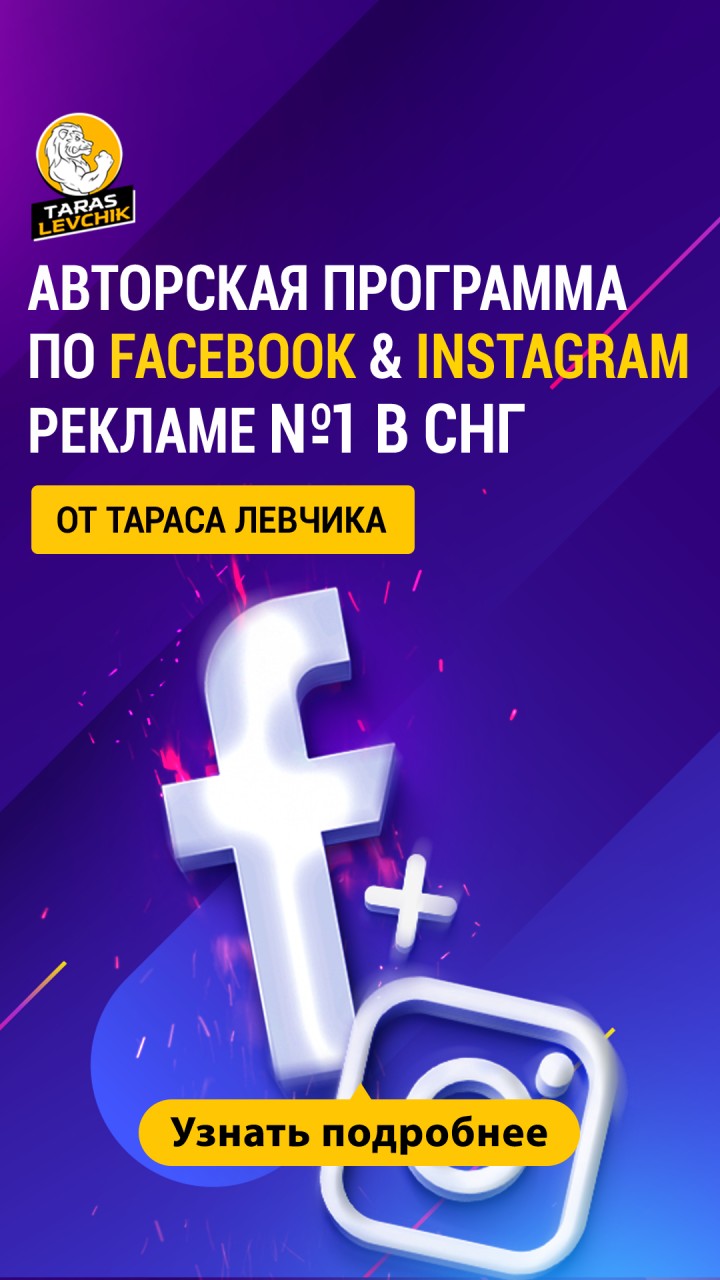 TARAS
LEVCHIK
АВТОРСКАЯ ПРОГРАММА
ПО FACEBOOK & INSTAGRAM
РЕКЛАМЕ №1 В СНГ
ОТ ТАРАСА ЛЕВЧИКА
Узнать подробнее